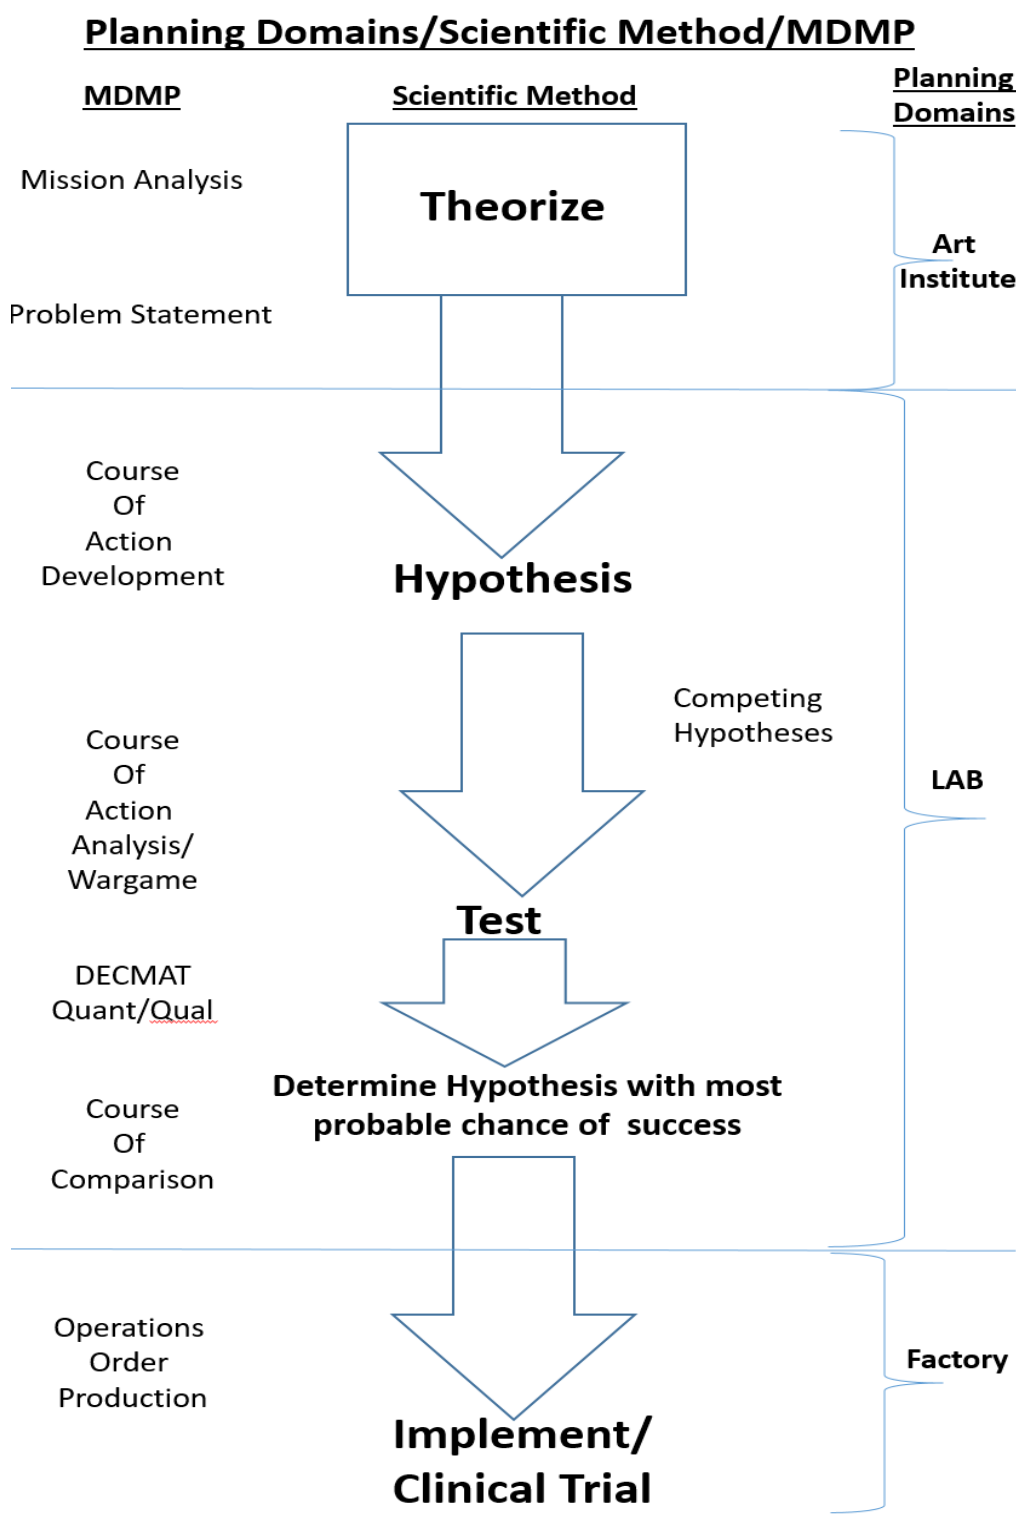 Planning Domains/Scientific Method/MDMP
MDMP
Scientific Method
Planning
Domains
Mission Analysis
Theorize
Art
Institute
Problem Statement
Course
Of
Action
Development
Hypothesis
Competing
Hypotheses
Course
Of
Action
Analysis/
Wargame
LAB
Test
DECMAT
Quant/Qual
Determine Hypothesis with most
probable chance of success
Course
Of
Comparison
Operations
Order
Production
Factory
Implement/
Clinical Trial